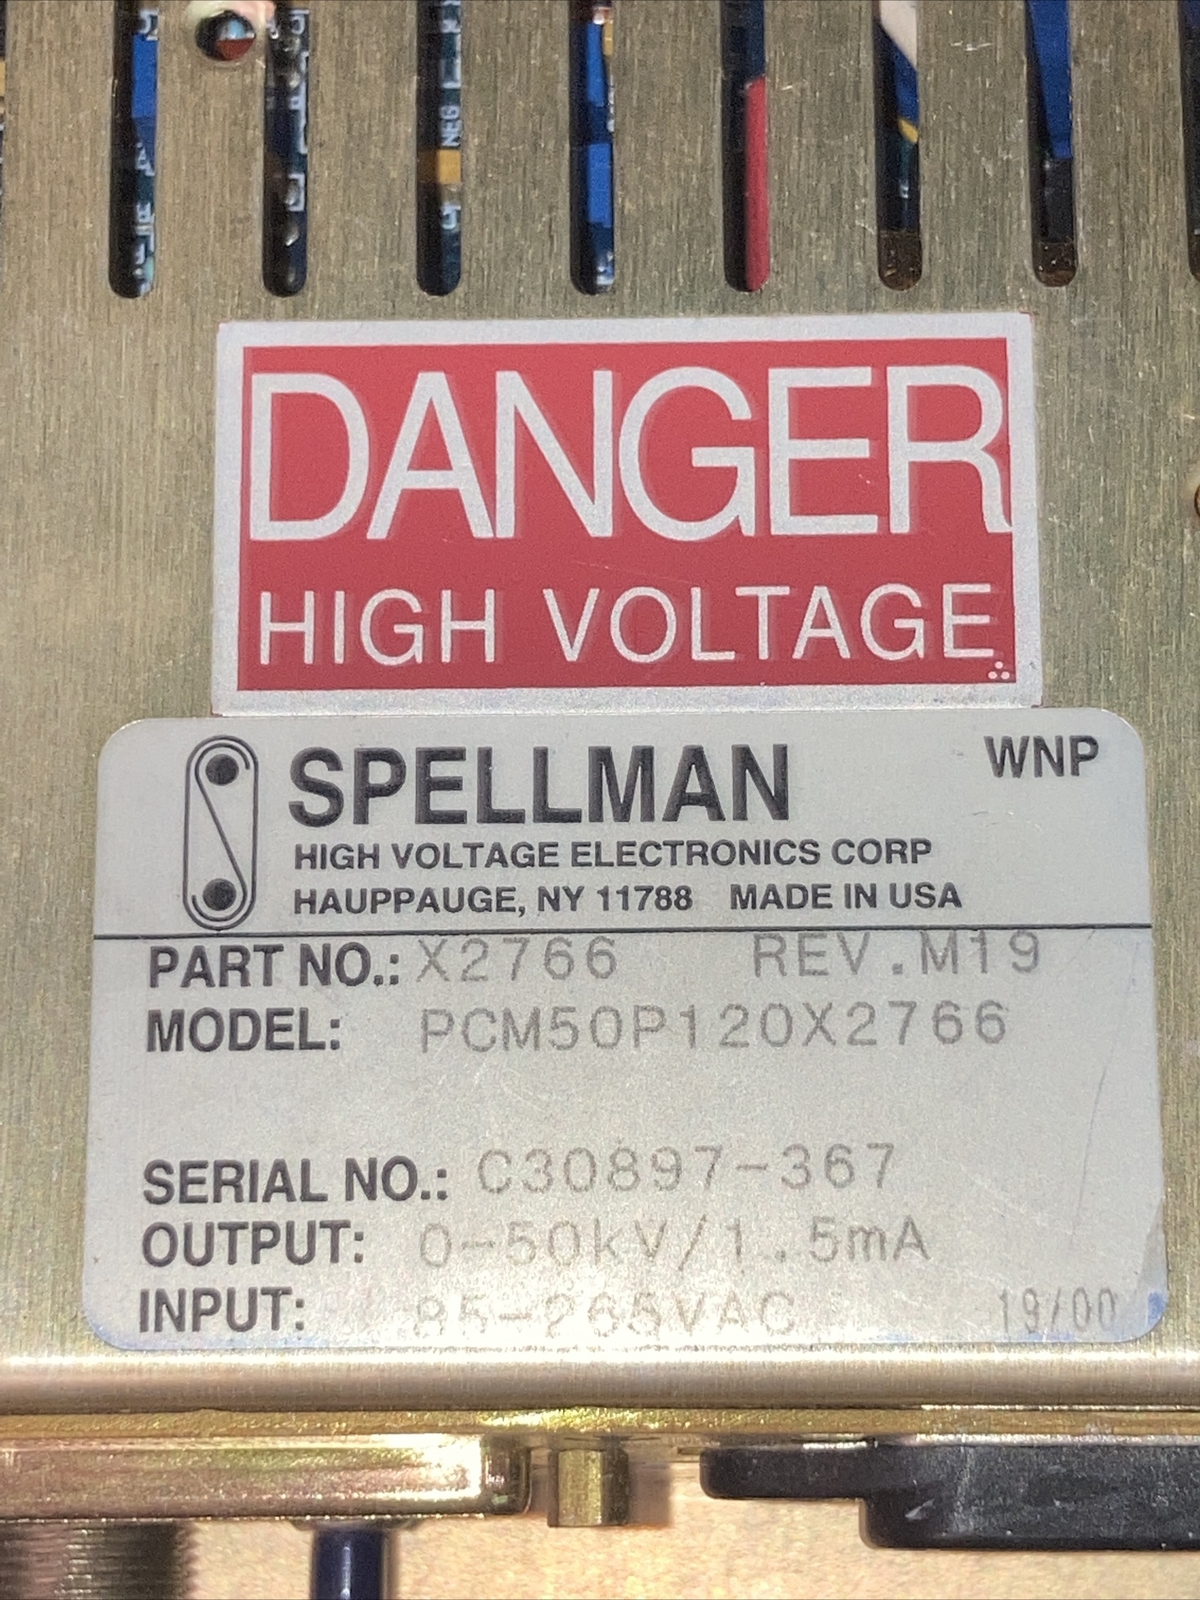 NEG
DANGER
HIGH VOLTAGE
SPELLMAN WNP
HIGH VOLTAGE ELECTRONICS CORP
HAUPPAUGE, NY 11788 MADE IN USA
PART NO.: X2766 REV.M19
MODEL: PCM50P120X2766
SERIAL NO.: C30897-367
OUTPUT: 0-50kV/1.5mA
INPUT: 85-265VAC 19/00